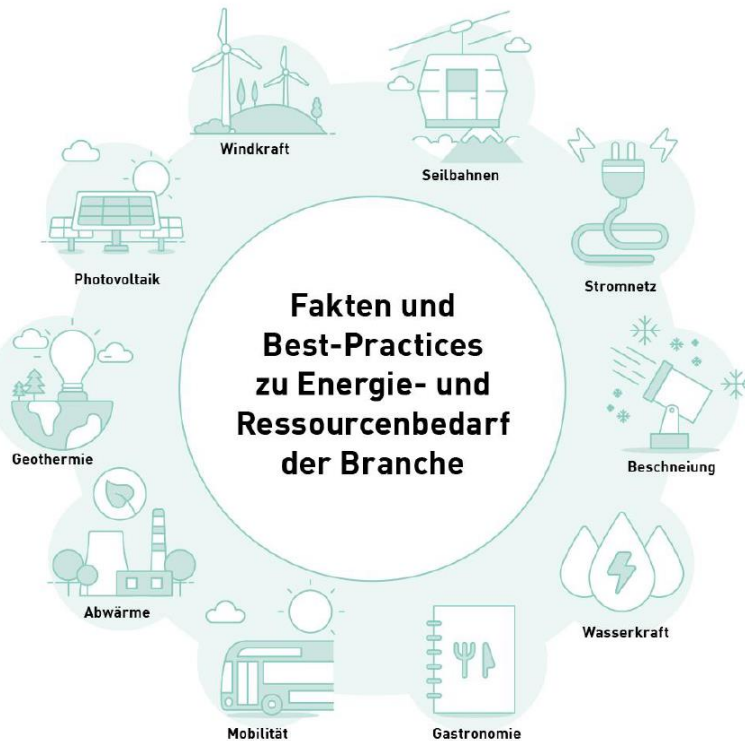 Windkraft
Seilbahnen
Photovoltaik
Stromnetz
Fakten und
Best-Practices
zu Energie- und
Ressourcenbedarf
der Branche
Geothermie
Beschneiung
Abwärme
Wasserkraft
Mobilität
Gastronomie